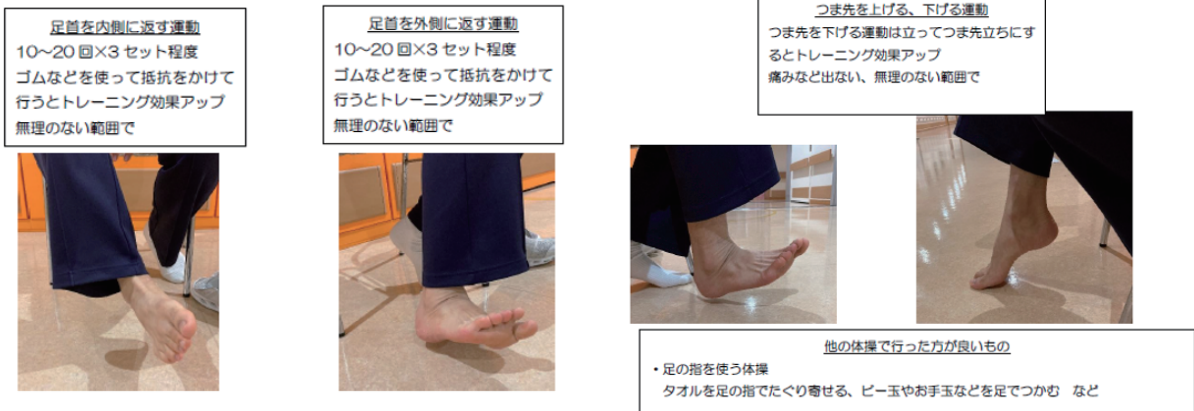 足首を内側に返す運動
10～20回×3セット程度
ゴムなどを使って抵抗をかけて
行うとトレーニング効果アップ
無理のない範囲で
足首を外側に返す運動
10～20回×3セット程度
ゴムなどを使って抵抗をかけて
行うとトレーニング効果アップ
無理のない範囲で
つま先を上げる、下げる運動
つま先を下げる運動は立ってつま先立ちにす
るとトレーニング効果アップ
痛みなど出ない、無理のない範囲で
他の体操で行った方が良いもの
・足の指を使う体操
タオルを足の指でたぐり寄せる、ビー玉やお手玉などを足でつかむ　など